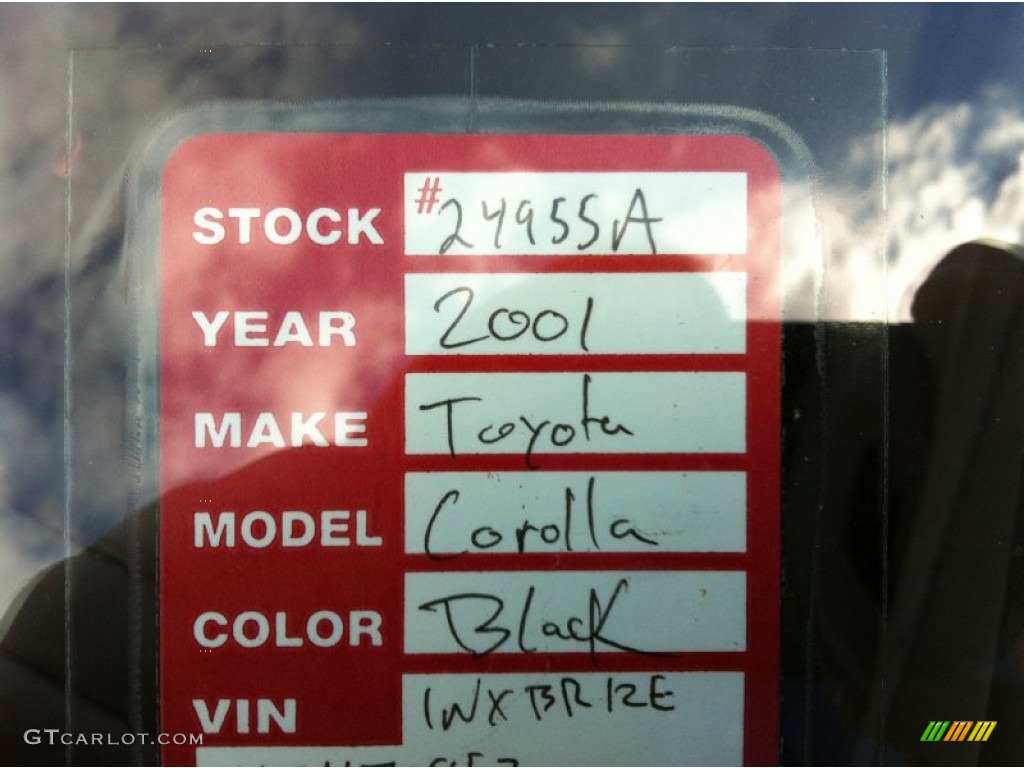 STOCK #24955A
YEAR 2001
MAKE Toyota
MODEL Corolla
COLOR Black
VIN 1NXBR12E
GTCARLOT.COM